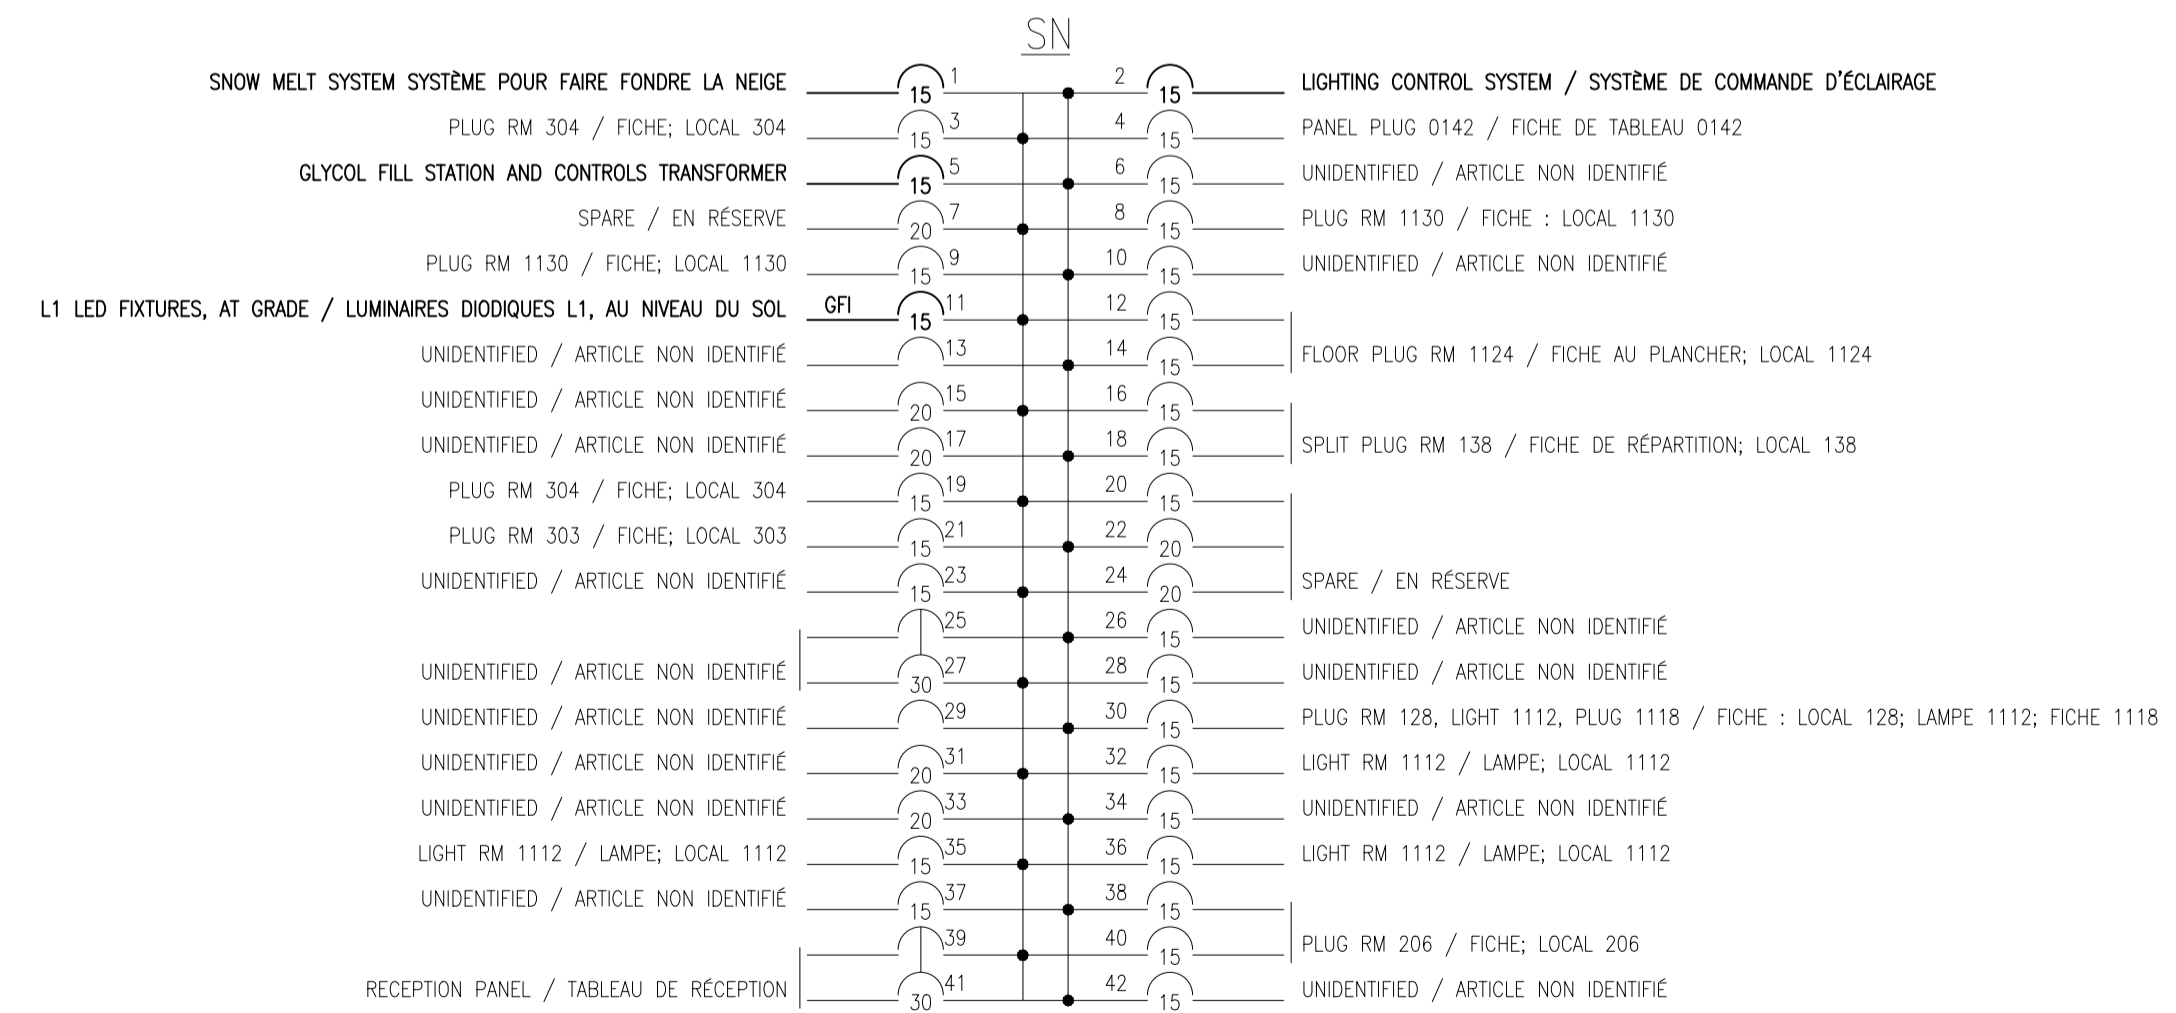 SN
SNOW MELT SYSTEM SYSTÈME POUR FAIRE FONDRE LA NEIGE 15 1 2 15 LIGHTING CONTROL SYSTEM / SYSTÈME DE COMMANDE D'ÉCLAIRAGE
PLUG RM 304 / FICHE; LOCAL 304 15 3 4 15 PANEL PLUG 0142 / FICHE DE TABLEAU 0142
GLYCOL FILL STATION AND CONTROLS TRANSFORMER 15 5 6 15 UNIDENTIFIED / ARTICLE NON IDENTIFIÉ
SPARE / EN RÉSERVE 20 7 8 15 PLUG RM 1130 / FICHE : LOCAL 1130
PLUG RM 1130 / FICHE; LOCAL 1130 15 9 10 15 UNIDENTIFIED / ARTICLE NON IDENTIFIÉ
L1 LED FIXTURES, AT GRADE / LUMINAIRES DIODIQUES L1, AU NIVEAU DU SOL GFI 15 11 12 15
UNIDENTIFIED / ARTICLE NON IDENTIFIÉ 13 14 15 FLOOR PLUG RM 1124 / FICHE AU PLANCHER; LOCAL 1124
UNIDENTIFIED / ARTICLE NON IDENTIFIÉ 20 15 16 15
UNIDENTIFIED / ARTICLE NON IDENTIFIÉ 20 17 18 15 SPLIT PLUG RM 138 / FICHE DE RÉPARTITION; LOCAL 138
PLUG RM 304 / FICHE; LOCAL 304 15 19 20 15
PLUG RM 303 / FICHE; LOCAL 303 15 21 22 20
UNIDENTIFIED / ARTICLE NON IDENTIFIÉ 15 23 24 20 SPARE / EN RÉSERVE
25 26 15 UNIDENTIFIED / ARTICLE NON IDENTIFIÉ
UNIDENTIFIED / ARTICLE NON IDENTIFIÉ 30 27 28 15 UNIDENTIFIED / ARTICLE NON IDENTIFIÉ
UNIDENTIFIED / ARTICLE NON IDENTIFIÉ 29 30 15 PLUG RM 128, LIGHT 1112, PLUG 1118 / FICHE : LOCAL 128; LAMPE 1112; FICHE 1118
UNIDENTIFIED / ARTICLE NON IDENTIFIÉ 20 31 32 15 LIGHT RM 1112 / LAMPE; LOCAL 1112
UNIDENTIFIED / ARTICLE NON IDENTIFIÉ 20 33 34 15 UNIDENTIFIED / ARTICLE NON IDENTIFIÉ
LIGHT RM 1112 / LAMPE; LOCAL 1112 15 35 36 15 LIGHT RM 1112 / LAMPE; LOCAL 1112
UNIDENTIFIED / ARTICLE NON IDENTIFIÉ 15 37 38 15
39 40 15 PLUG RM 206 / FICHE; LOCAL 206
RECEPTION PANEL / TABLEAU DE RÉCEPTION 30 41 42 15 UNIDENTIFIED / ARTICLE NON IDENTIFIÉ